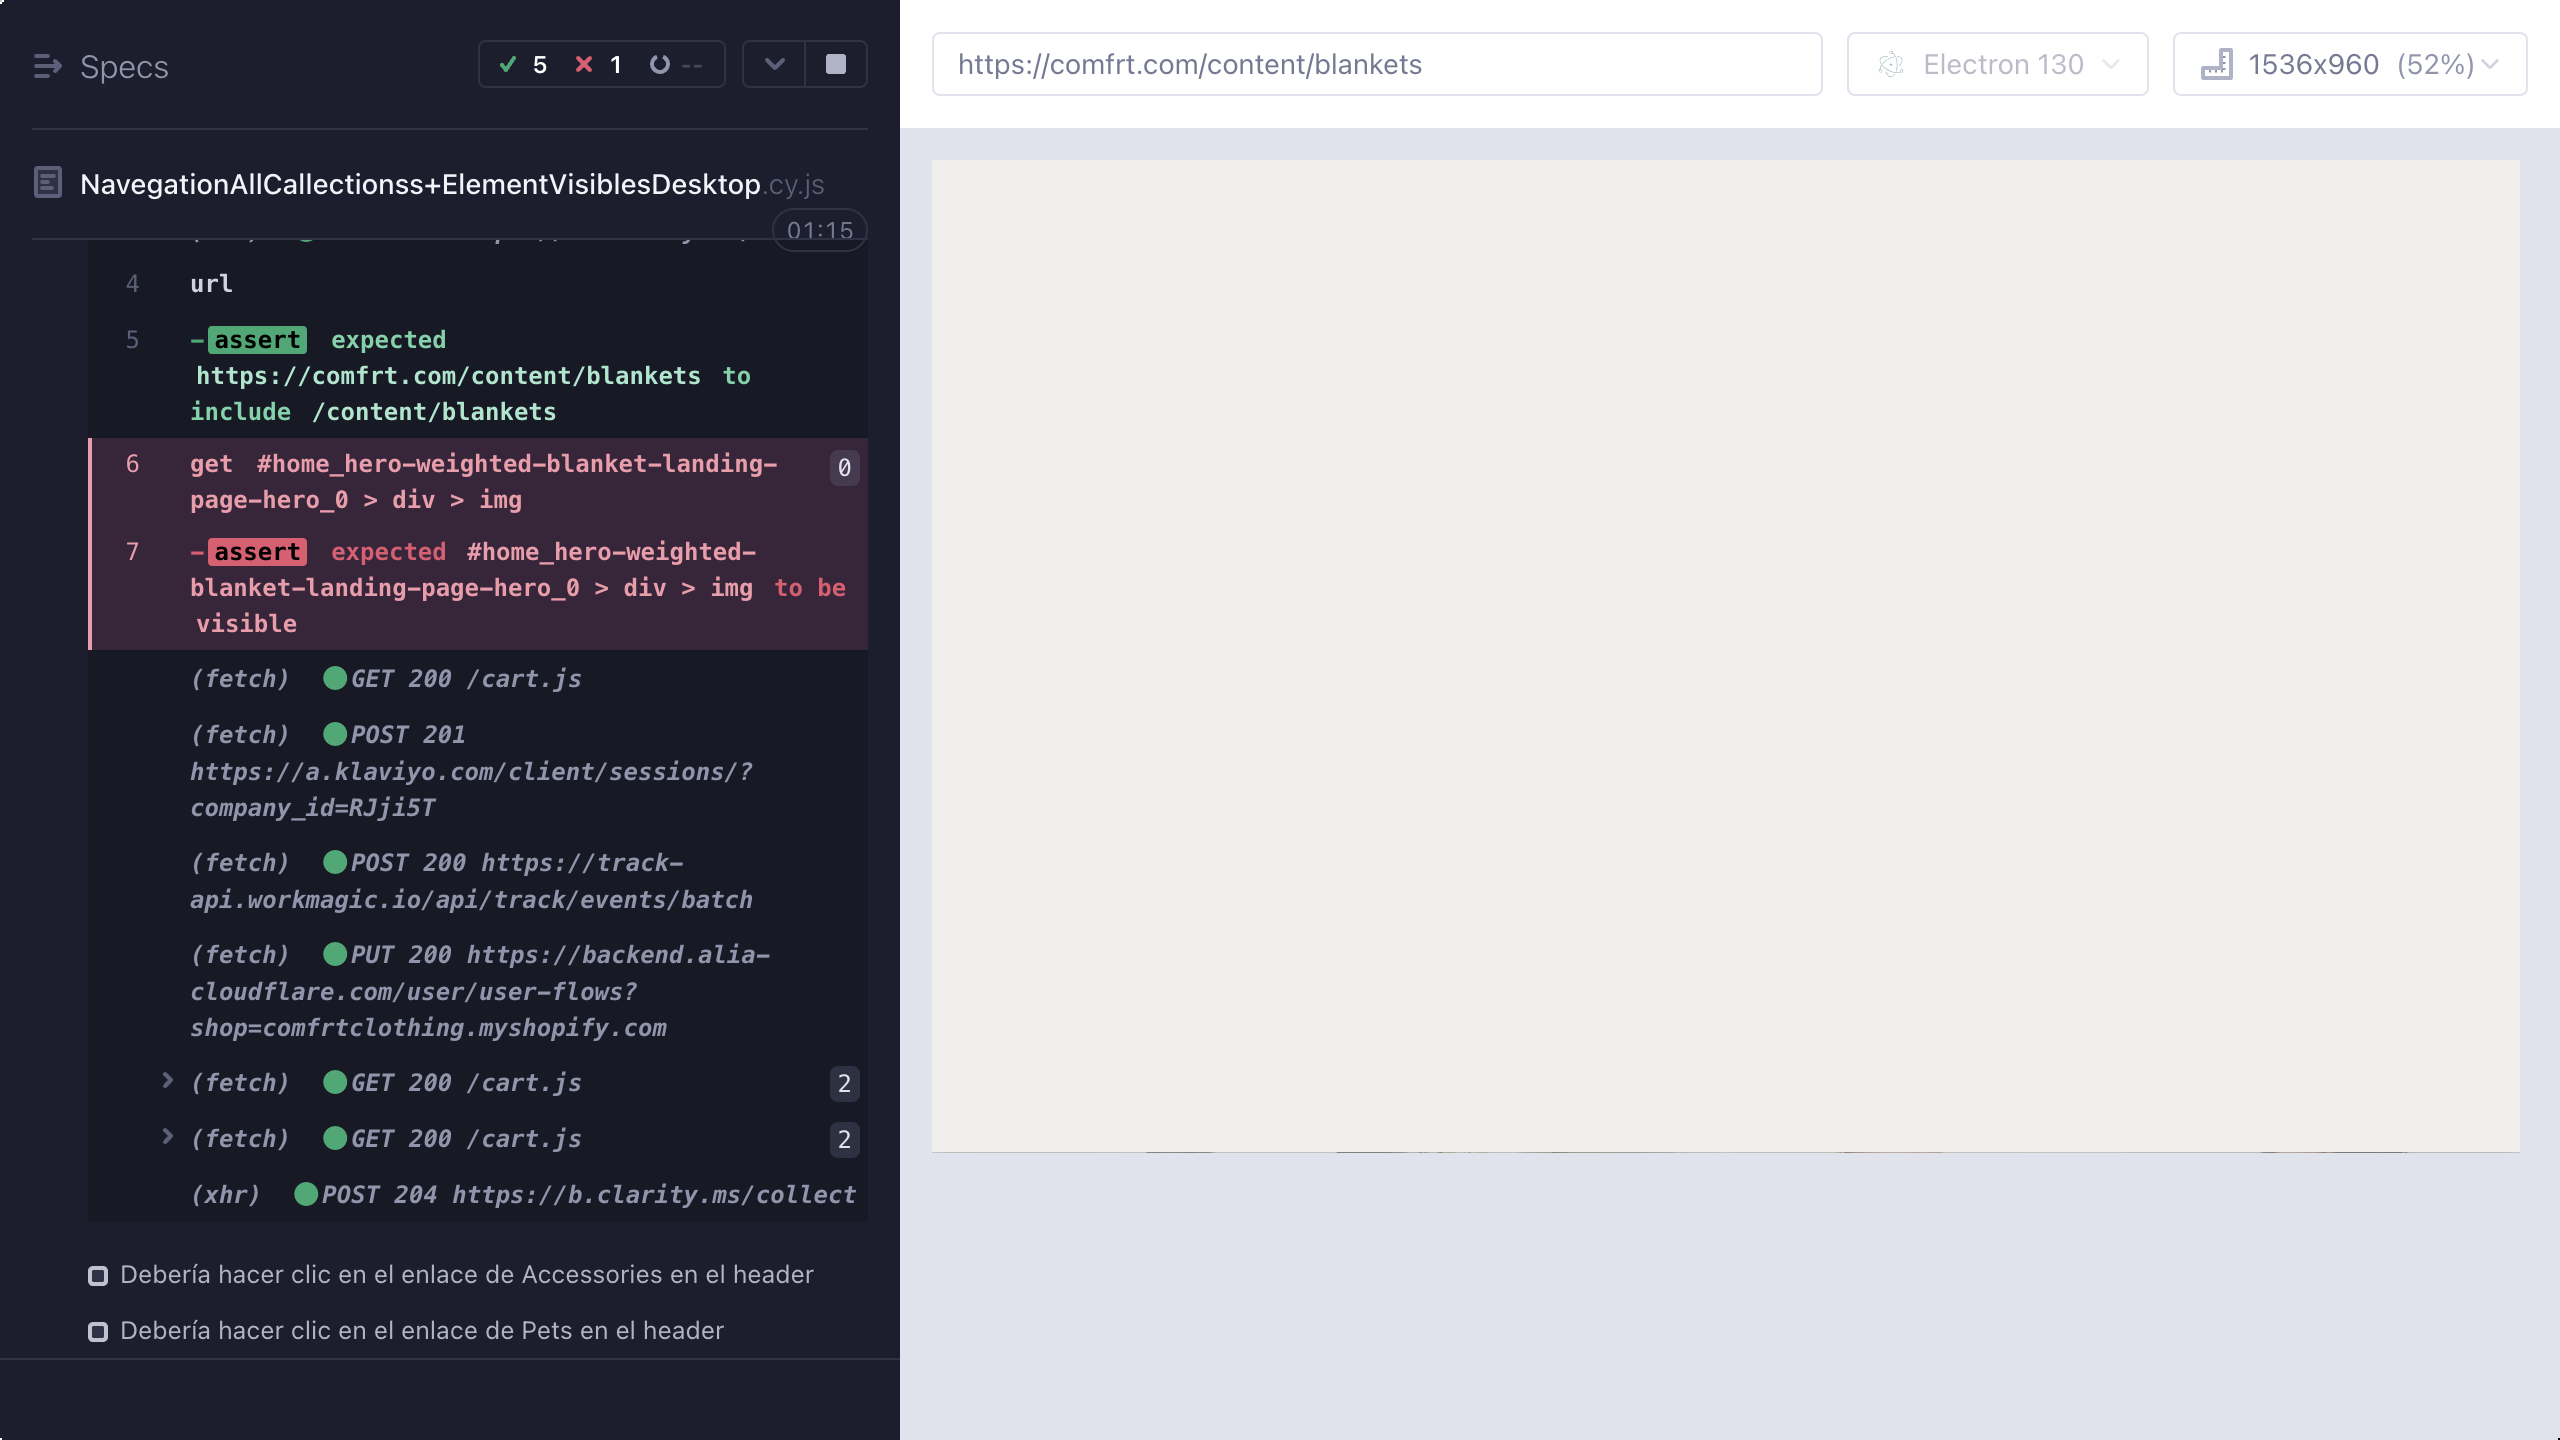 Specs
5 1 --
NavegationAllCallectionss+ElementVisiblesDesktop.cy.js
01:15
4 url
5 -assert expected
https://comfrt.com/content/blankets to
include /content/blankets
6 get #home_hero-weighted-blanket-landing- 0
page-hero_0 > div > img
7 -assert expected #home_hero-weighted-
blanket-landing-page-hero_0 > div > img to be
visible
(fetch) GET 200 /cart.js
(fetch) POST 201
https://a.klaviyo.com/client/sessions/?
company_id=RJji5T
(fetch) POST 200 https://track-
api.workmagic.io/api/track/events/batch
(fetch) PUT 200 https://backend.alia-
cloudflare.com/user/user-flows?
shop=comfrtclothing.myshopify.com
(fetch) GET 200 /cart.js 2
(fetch) GET 200 /cart.js 2
(xhr) POST 204 https://b.clarity.ms/collect
Debería hacer clic en el enlace de Accessories en el header
Debería hacer clic en el enlace de Pets en el header
https://comfrt.com/content/blankets
Electron 130
1536x960 (52%)